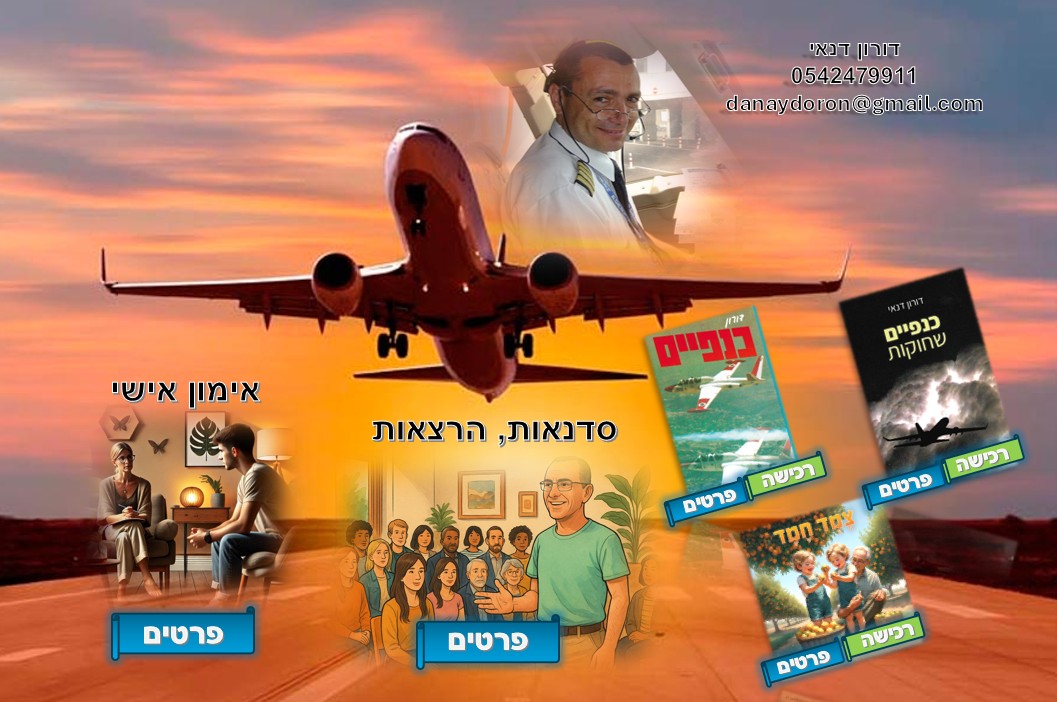 דורון דנאי
0542479911
danaydoron@gmail.com
אימון אישי
פרטים
סדנאות, הרצאות
פרטים
דורון
כנפיים
רכישה
פרטים
דורון דנאי
כנפיים
שחוקות
רכישה
פרטים
צמד חמד
רכישה
פרטים